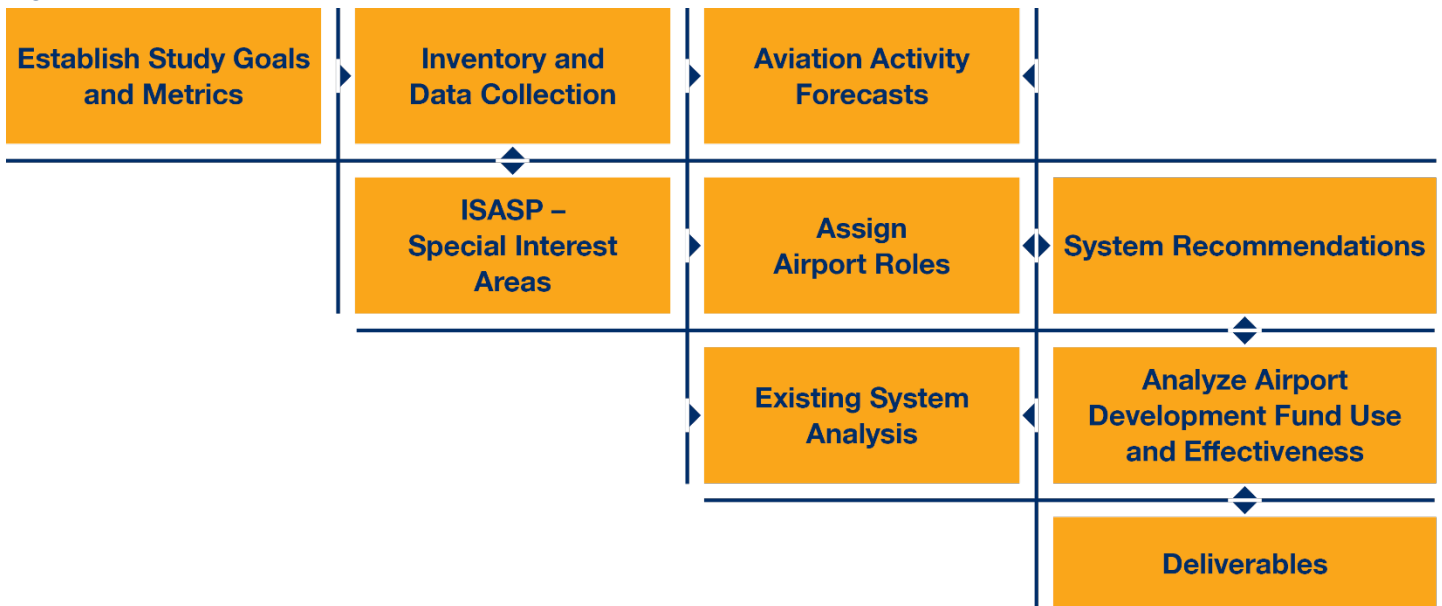 Establish Study Goals
and Metrics
Inventory and
Data Collection
Aviation Activity
Forecasts
ISASP –
Special Interest
Areas
Assign
Airport Roles
System Recommendations
Existing System
Analysis
Analyze Airport
Development Fund Use
and Effectiveness
Deliverables